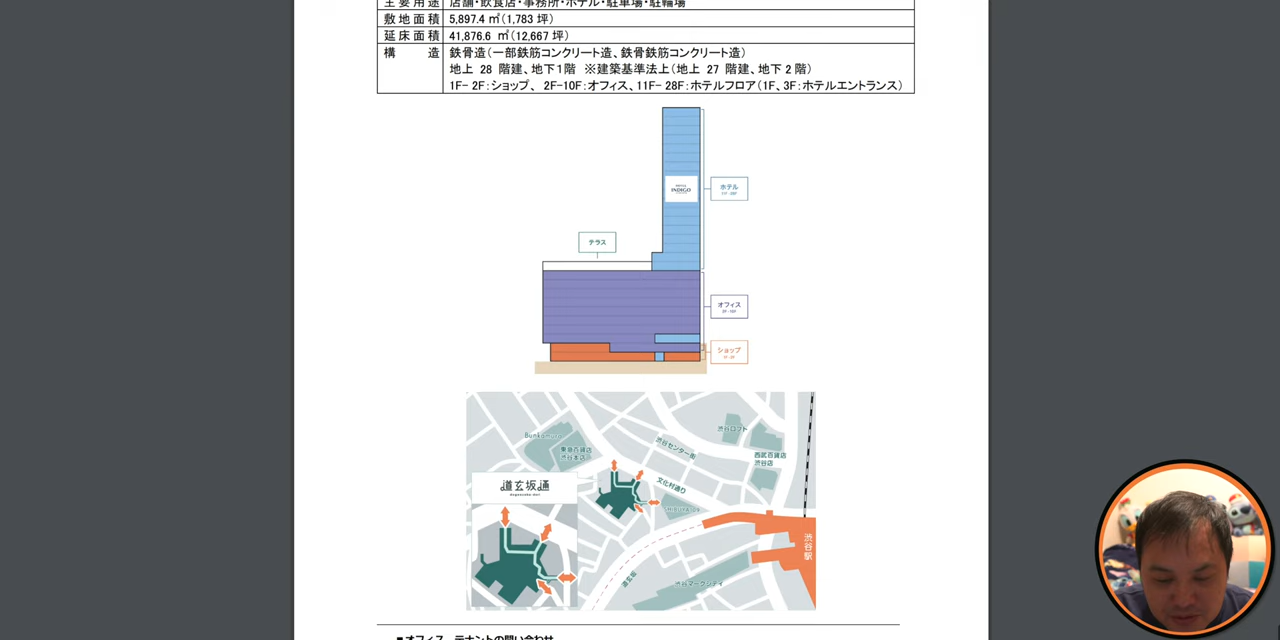 主要用途 店舗・飲食店・事務所・ホテル・駐車場・駐輪場
敷地面積 5,897.4 ㎡(1,783 坪)
延床面積 41,876.6 ㎡(12,667 坪)
構造 鉄骨造(一部鉄筋コンクリート造、鉄骨鉄筋コンクリート造)
地上 28 階建、地下1階 ※建築基準法上(地上 27 階建、地下 2 階)
1F- 2F:ショップ、 2F-10F:オフィス、11F- 28F:ホテルフロア(1F、3F:ホテルエントランス)
INDIGO
ホテル
テラス
オフィス
ショップ
Bunkamura
東急百貨店
渋谷本店
渋谷センター街
渋谷ロフト
西武百貨店
渋谷店
道玄坂通
dogenzaka-dori
文化村通り
SHIBUYA109
渋谷駅
道玄坂
渋谷マークシティ
■オフィス テナントの問い合わせ